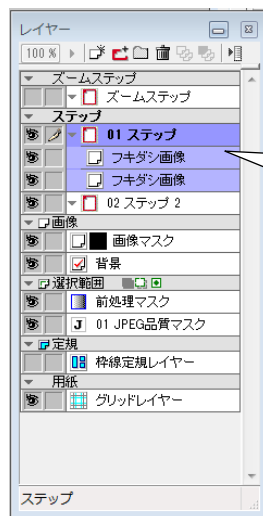 レイヤー
100 %
ズームステップ
ズームステップ
ステップ
01 ステップ
フキダシ画像
フキダシ画像
02 ステップ 2
画像
画像マスク
背景
選択範囲
前処理マスク
J 01 JPEG品質マスク
定規
枠線定規レイヤー
用紙
グリッドレイヤー
ステップ